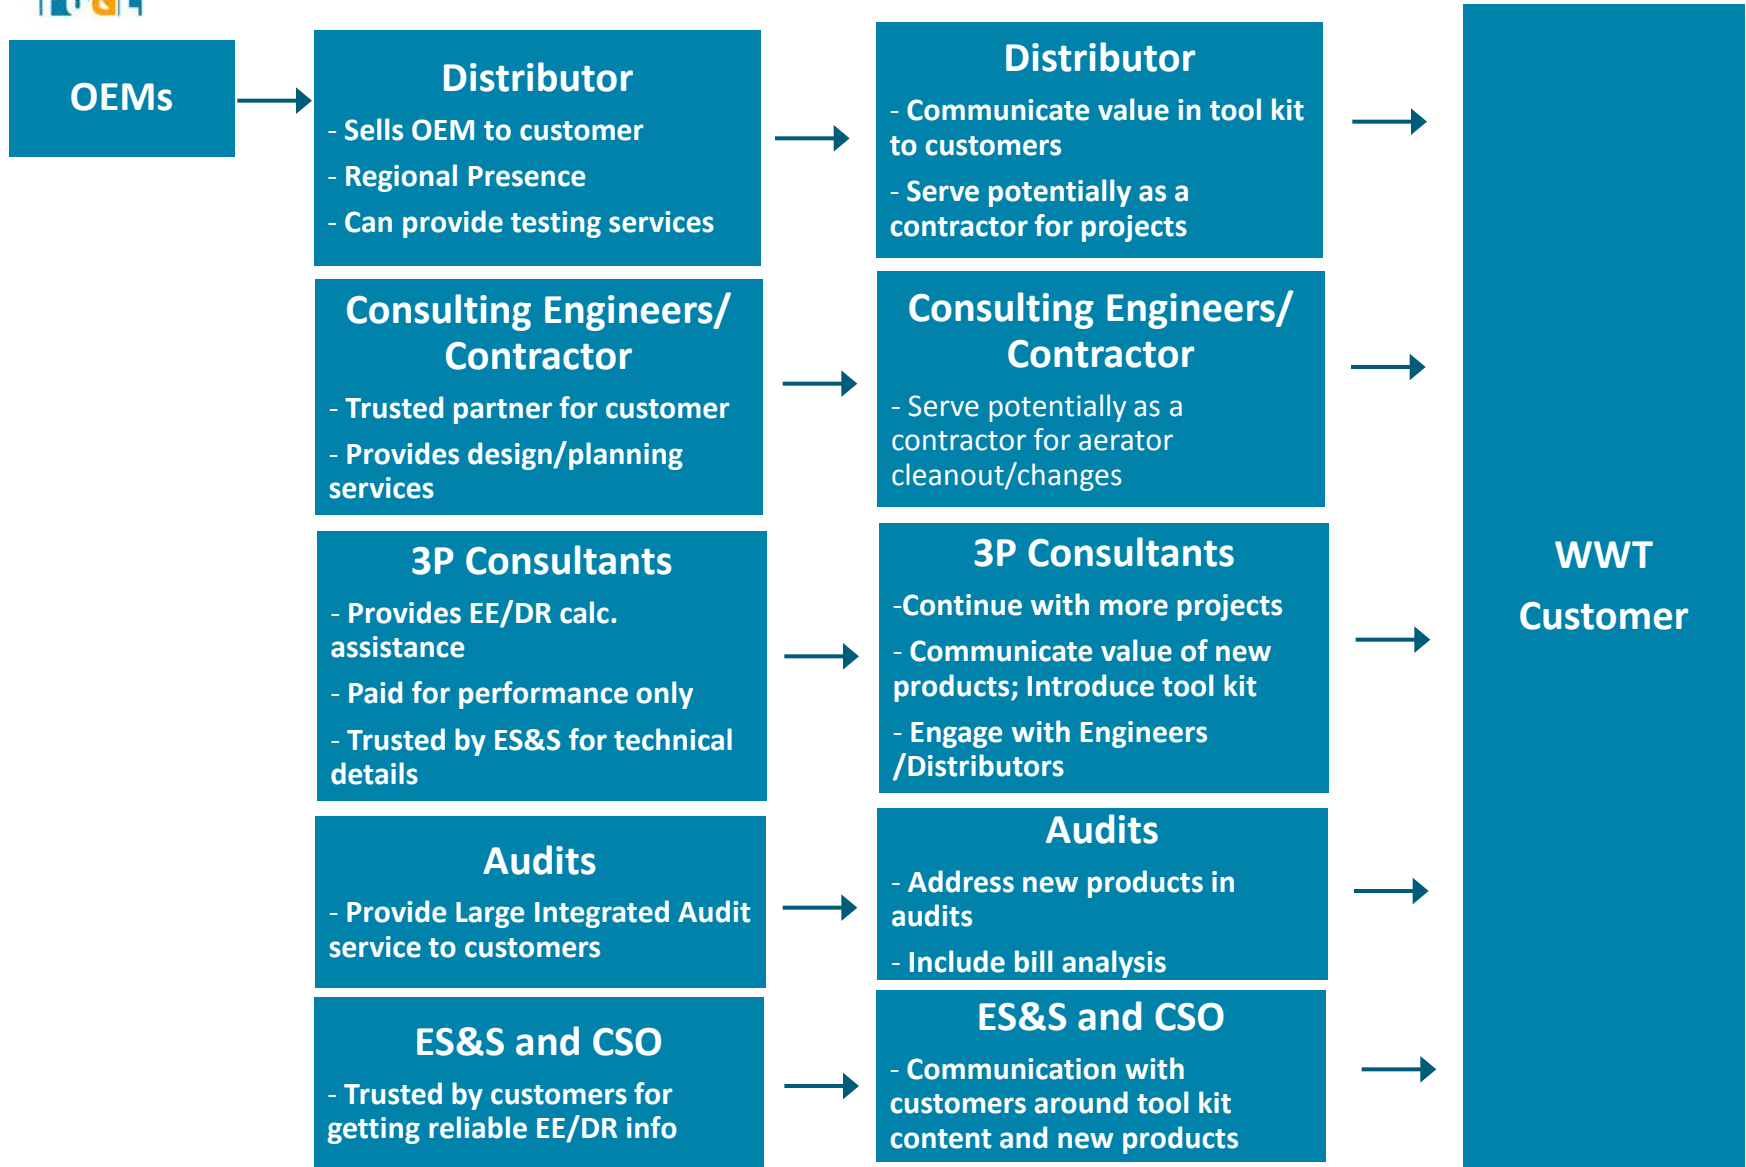 OEMs
Distributor
- Sells OEM to customer
- Regional Presence
- Can provide testing services
Distributor
- Communicate value in tool kit
to customers
- Serve potentially as a
contractor for projects
Consulting Engineers/
Contractor
- Trusted partner for customer
- Provides design/planning
services
Consulting Engineers/
Contractor
- Serve potentially as a
contractor for aerator
cleanout/changes
3P Consultants
- Provides EE/DR calc.
assistance
- Paid for performance only
- Trusted by ES&S for technical
details
3P Consultants
-Continue with more projects
- Communicate value of new
products; Introduce tool kit
- Engage with Engineers
/Distributors
Audits
- Provide Large Integrated Audit
service to customers
Audits
- Address new products in
audits
- Include bill analysis
ES&S and CSO
- Trusted by customers for
getting reliable EE/DR info
ES&S and CSO
- Communication with
customers around tool kit
content and new products
WWT
Customer